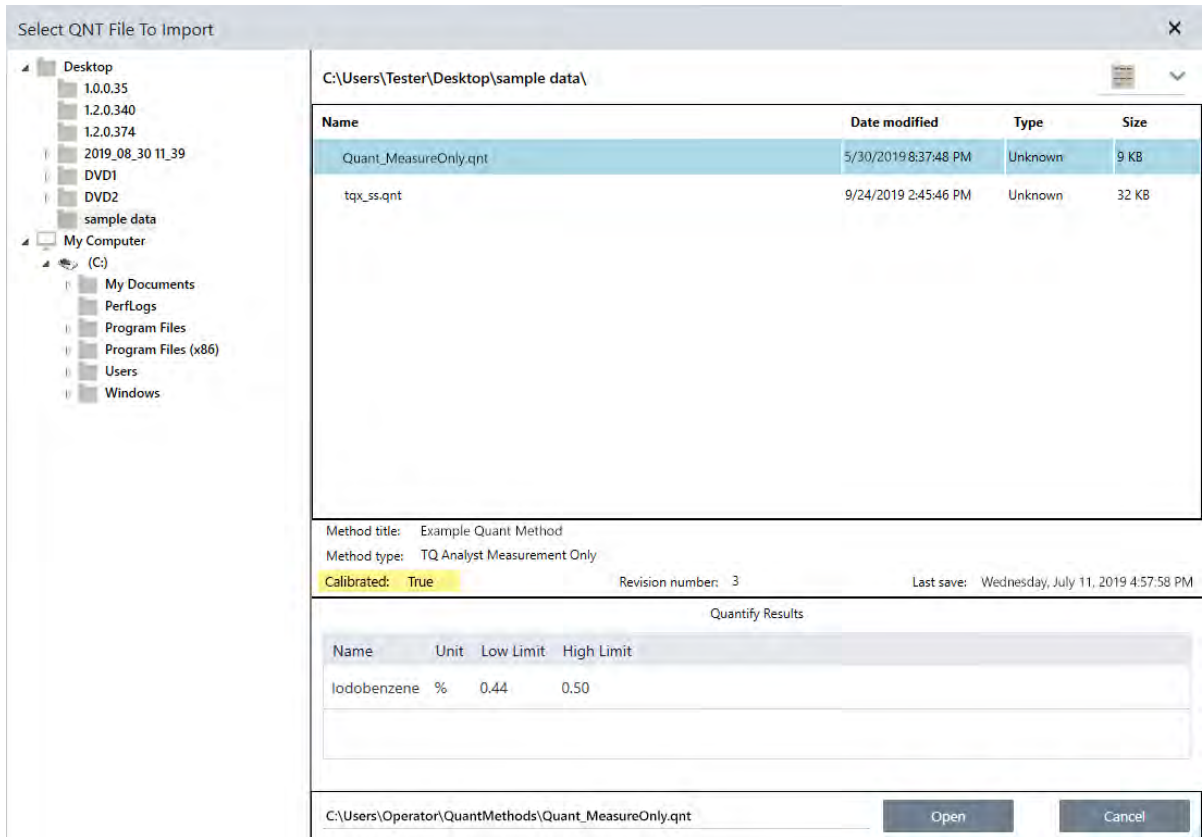 Select QNT File To Import
Desktop
1.0.0.35
1.2.0.340
1.2.0.374
2019_08_30 11_39
DVD1
DVD2
sample data
My Computer
(C:)
My Documents
PerfLogs
Program Files
Program Files (x86)
Users
Windows
C:\Users\Tester\Desktop\sample data\
Name Date modified Type Size
Quant_MeasureOnly.qnt 5/30/2019 8:37:48 PM Unknown 9 KB
tqx_ss.qnt 9/24/2019 2:45:46 PM Unknown 32 KB
Method title: Example Quant Method
Method type: TQ Analyst Measurement Only
Calibrated: True Revision number: 3 Last save: Wednesday, July 11, 2019 4:57:58 PM
Quantify Results
Name Unit Low Limit High Limit
Iodobenzene % 0.44 0.50
C:\Users\Operator\QuantMethods\Quant_MeasureOnly.qnt Open Cancel